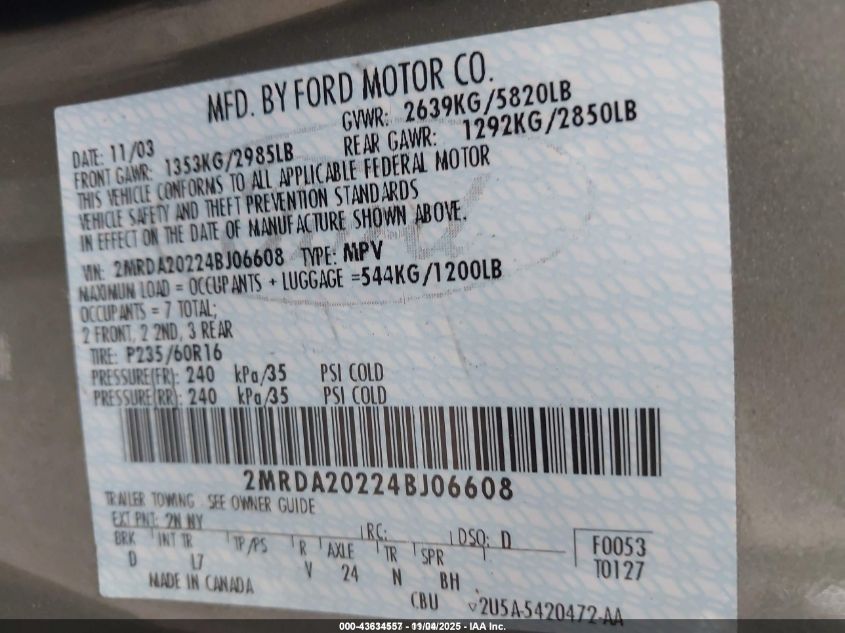 MFD. BY FORD MOTOR CO.
DATE: 11/03 GVWR: 2639KG/5820LB
FRONT GAWR: 1353KG/2985LB REAR GAWR: 1292KG/2850LB
THIS VEHICLE CONFORMS TO ALL APPLICABLE FEDERAL MOTOR
VEHICLE SAFETY AND THEFT PREVENTION STANDARDS
IN EFFECT ON THE DATE OF MANUFACTURE SHOWN ABOVE.
VIN: 2MRDA20224BJ06608 TYPE: MPV
MAXIMUN LOAD = OCCUPANTS + LUGGAGE =544KG/1200LB
OCCUPANTS = 7 TOTAL;
2 FRONT, 2 2ND, 3 REAR
TIRE: P235/60R16
PRESSURE(FR): 240 kPa/35 PSI COLD
PRESSURE(RR): 240 kPa/35 PSI COLD
2MRDA20224BJ06608
TRAILER TOWING - SEE OWNER GUIDE
EXT PNT: 2N NY RC: DSO: D F0053
BRK INT TR TP/PS R AXLE TR SPR T0127
D L7 V 24 N BH
MADE IN CANADA CBU 2U5A-5420472-AA
000-43634557 - 11/04/2025 - IAA Inc.